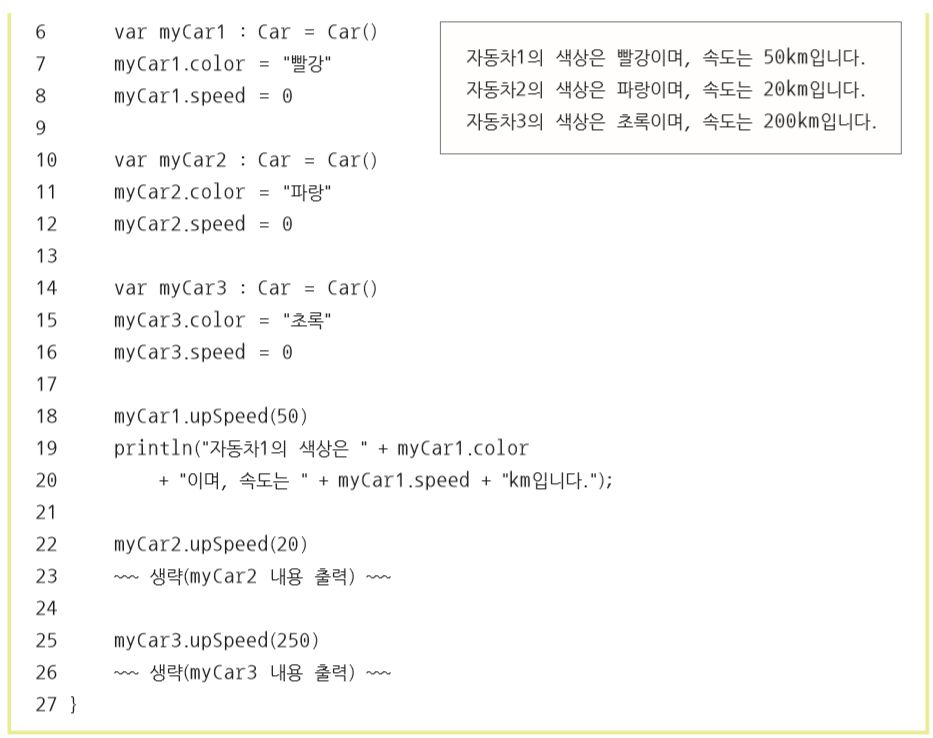 6 var myCar1 : Car = Car()
7 myCar1.color = "빨강"
8 myCar1.speed = 0
9
10 var myCar2 : Car = Car()
11 myCar2.color = "파랑"
12 myCar2.speed = 0
13
14 var myCar3 : Car = Car()
15 myCar3.color = "초록"
16 myCar3.speed = 0
17
18 myCar1.upSpeed(50)
19 println("자동차1의 색상은 " + myCar1.color
20 + "이며, 속도는 " + myCar1.speed + "km입니다.");
21
22 myCar2.upSpeed(20)
23 ~~~ 생략(myCar2 내용 출력) ~~~
24
25 myCar3.upSpeed(250)
26 ~~~ 생략(myCar3 내용 출력) ~~~
27 }
자동차1의 색상은 빨강이며, 속도는 50km입니다.
자동차2의 색상은 파랑이며, 속도는 20km입니다.
자동차3의 색상은 초록이며, 속도는 200km입니다.